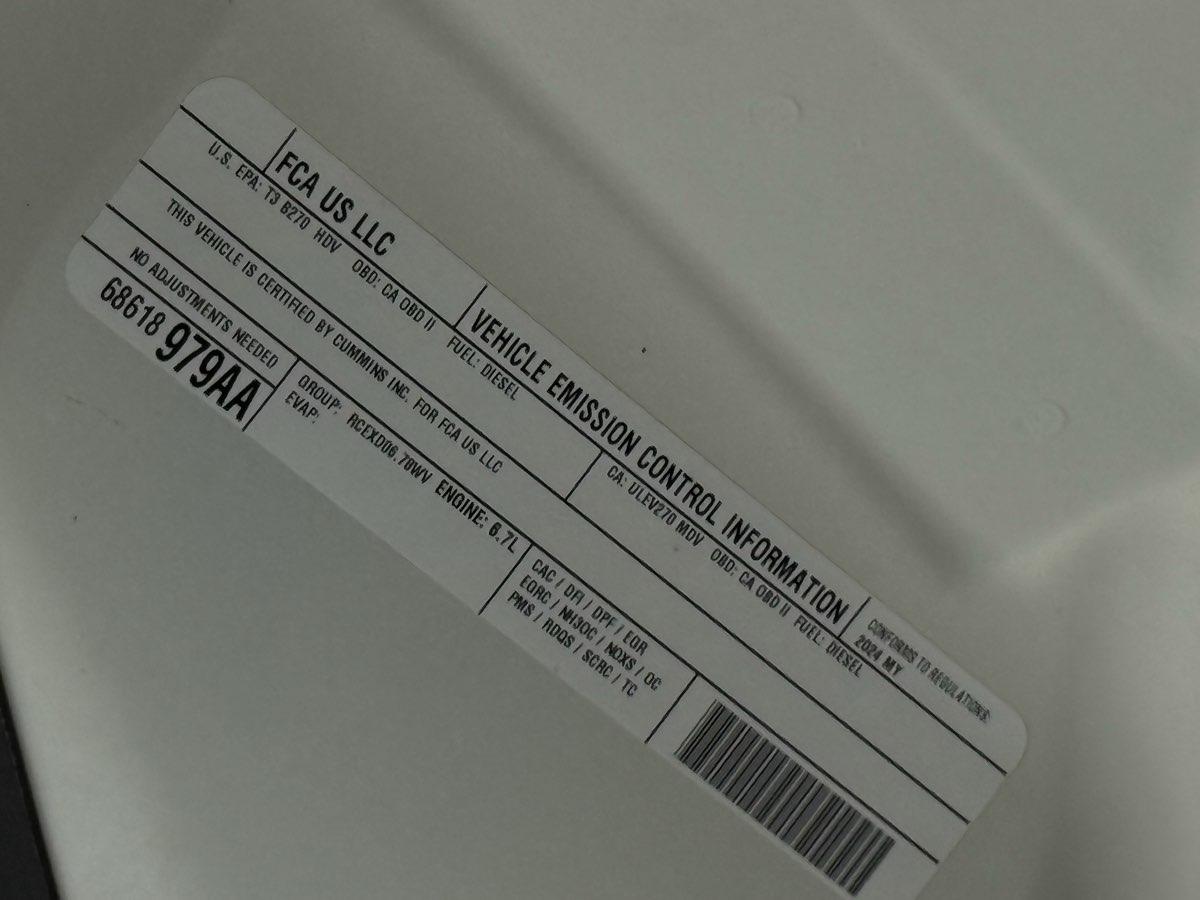 FCA US LLC
VEHICLE EMISSION CONTROL INFORMATION
CONFORMS TO REGULATIONS:
2024 MY
U.S. EPA: T3 B270 HDV OBD: CA OBD II FUEL: DIESEL
CA: ULEV270 MDV OBD: CA OBD II FUEL: DIESEL
THIS VEHICLE IS CERTIFIED BY CUMMINS INC. FOR FCA US LLC
NO ADJUSTMENTS NEEDED
68618 979AA
GROUP: RCEXD06.78WV ENGINE: 6.7L
EVAP:
CAC / DFI / DPF / EGR
EGRC / NH3OC / NOXS / OC
PMS / RDQS / SCRC / TC